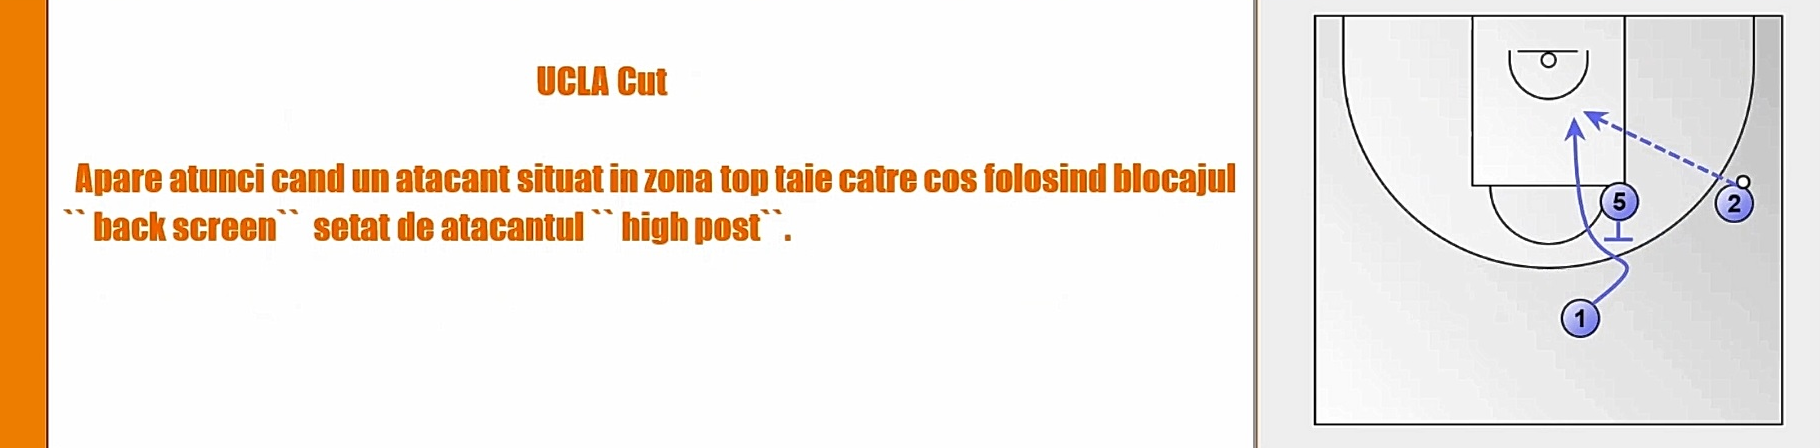 UCLA Cut
Apare atunci cand un atacant situat in zona top taie catre cos folosind blocajul
`` back screen`` setat de atacantul `` high post``.
5
2
1